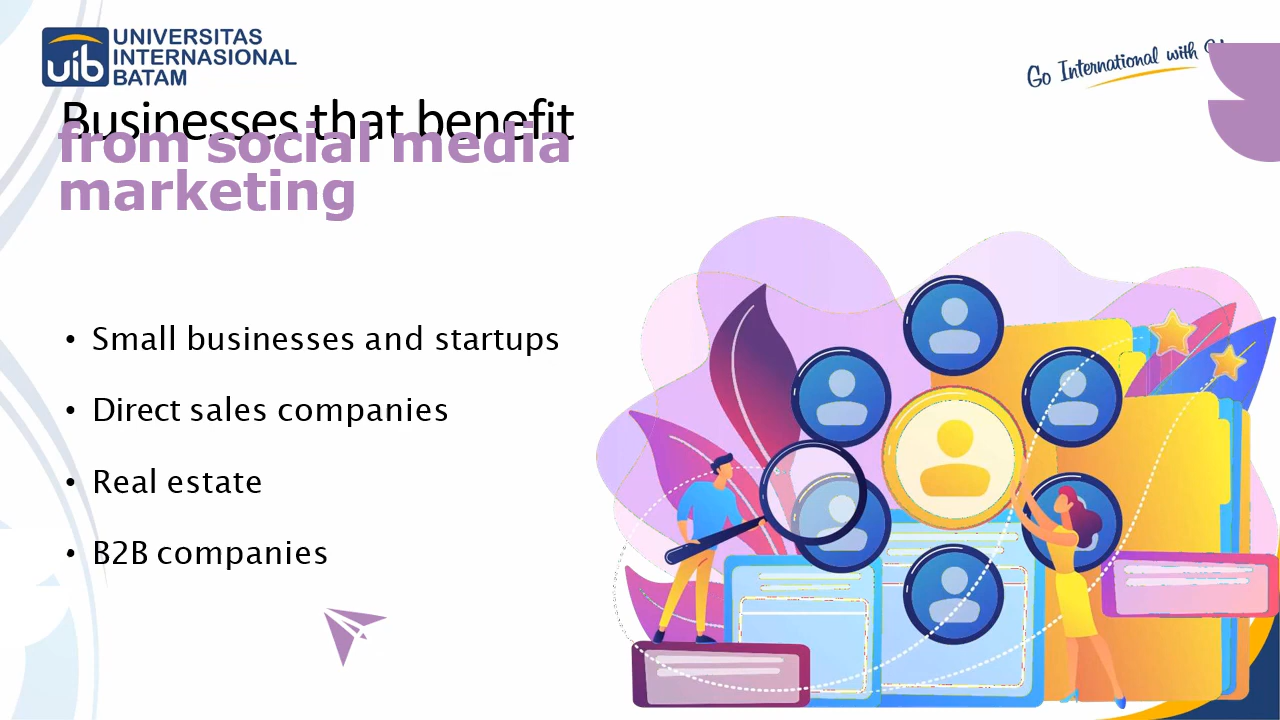 uib
UNIVERSITAS
INTERNASIONAL
BATAM
Go International with
Businesses that benefit
from social media
marketing
• Small businesses and startups
• Direct sales companies
• Real estate
• B2B companies